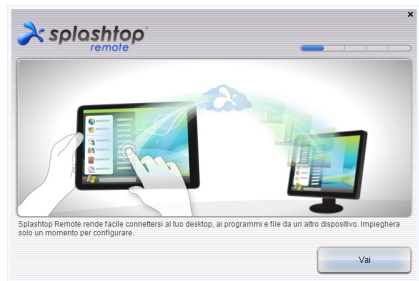 splashtop
remote
Splashtop Remote rende facile connettersi al tuo desktop, ai programmi e file da un altro dispositivo. Impieghera
solo un momento per configurare.
Vai